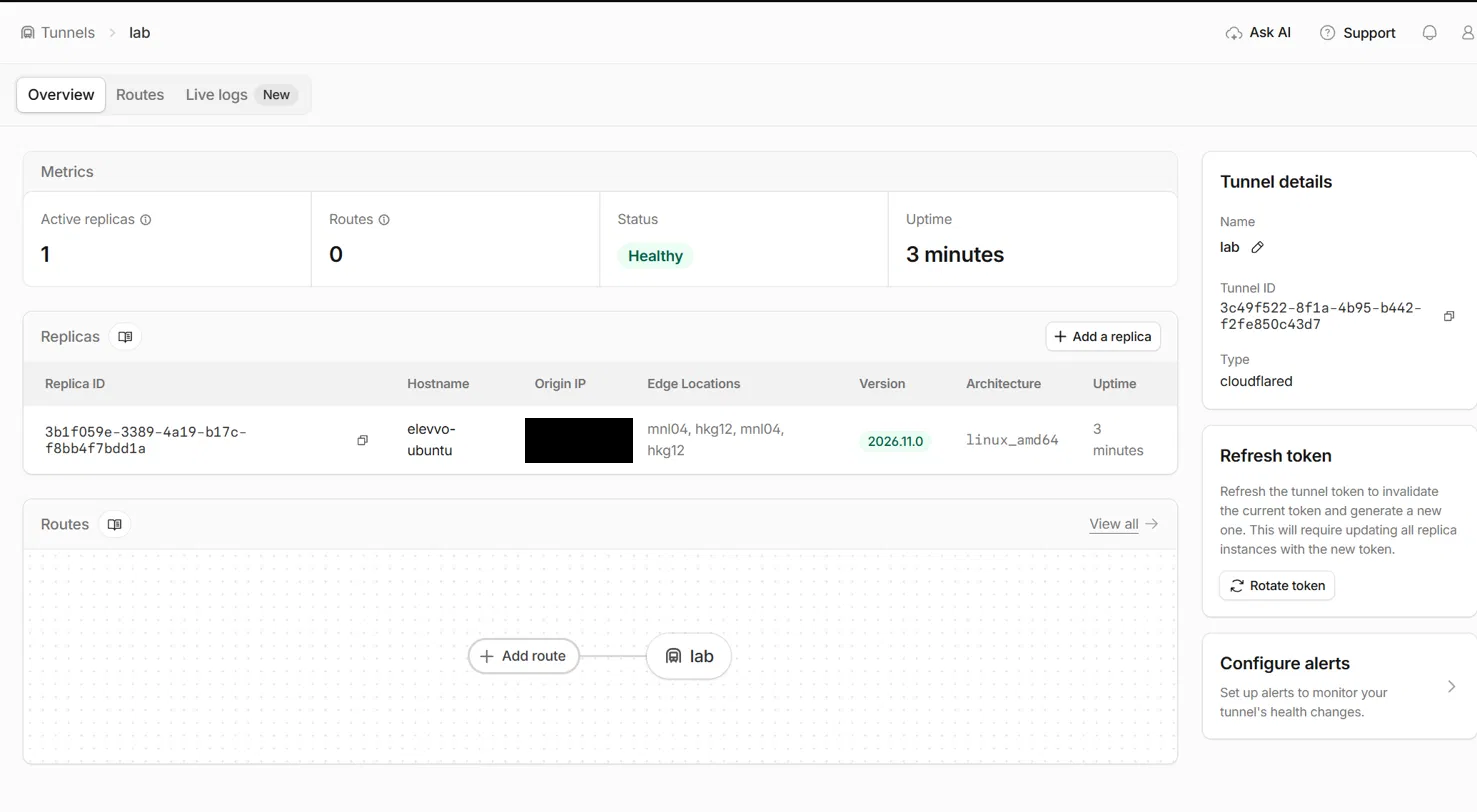 Tunnels > lab
Ask AI
Support
Overview
Routes
Live logs
New
Metrics
Active replicas
1
Routes
0
Status
Healthy
Uptime
3 minutes
Replicas
+ Add a replica
Replica ID
Hostname
Origin IP
Edge Locations
Version
Architecture
Uptime
3b1f059e-3389-4a19-b17c-
f8bb4f7bdd1a
elevvo-
ubuntu
mnl04, hkg12, mnl04,
hkg12
2026.11.0
linux_amd64
3
minutes
Routes
View all
+ Add route
lab
Tunnel details
Name
lab
Tunnel ID
3c49f522-8f1a-4b95-b442-
f2fe850c43d7
Type
cloudflared
Refresh token
Refresh the tunnel token to invalidate
the current token and generate a new
one. This will require updating all replica
instances with the new token.
Rotate token
Configure alerts
Set up alerts to monitor your
tunnel's health changes.